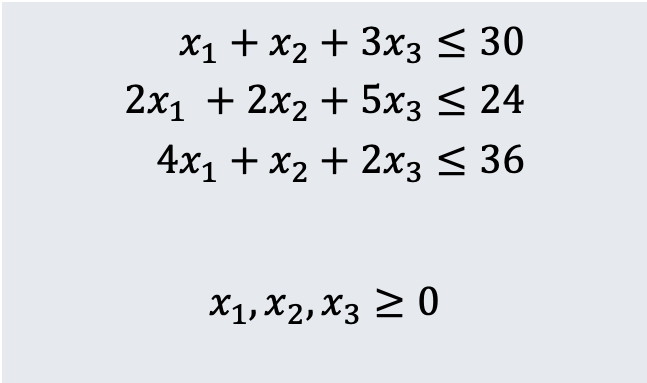 x₁ + x₂ + 3x₃ ≤ 30
2x₁ + 2x₂ + 5x₃ ≤ 24
4x₁ + x₂ + 2x₃ ≤ 36
x₁, x₂, x₃ ≥ 0